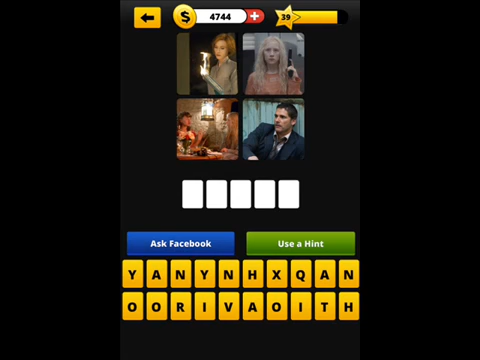 $ 4744 + 39
Ask Facebook Use a Hint
Y A N Y N H X Q A N
O O R I V A O I T H